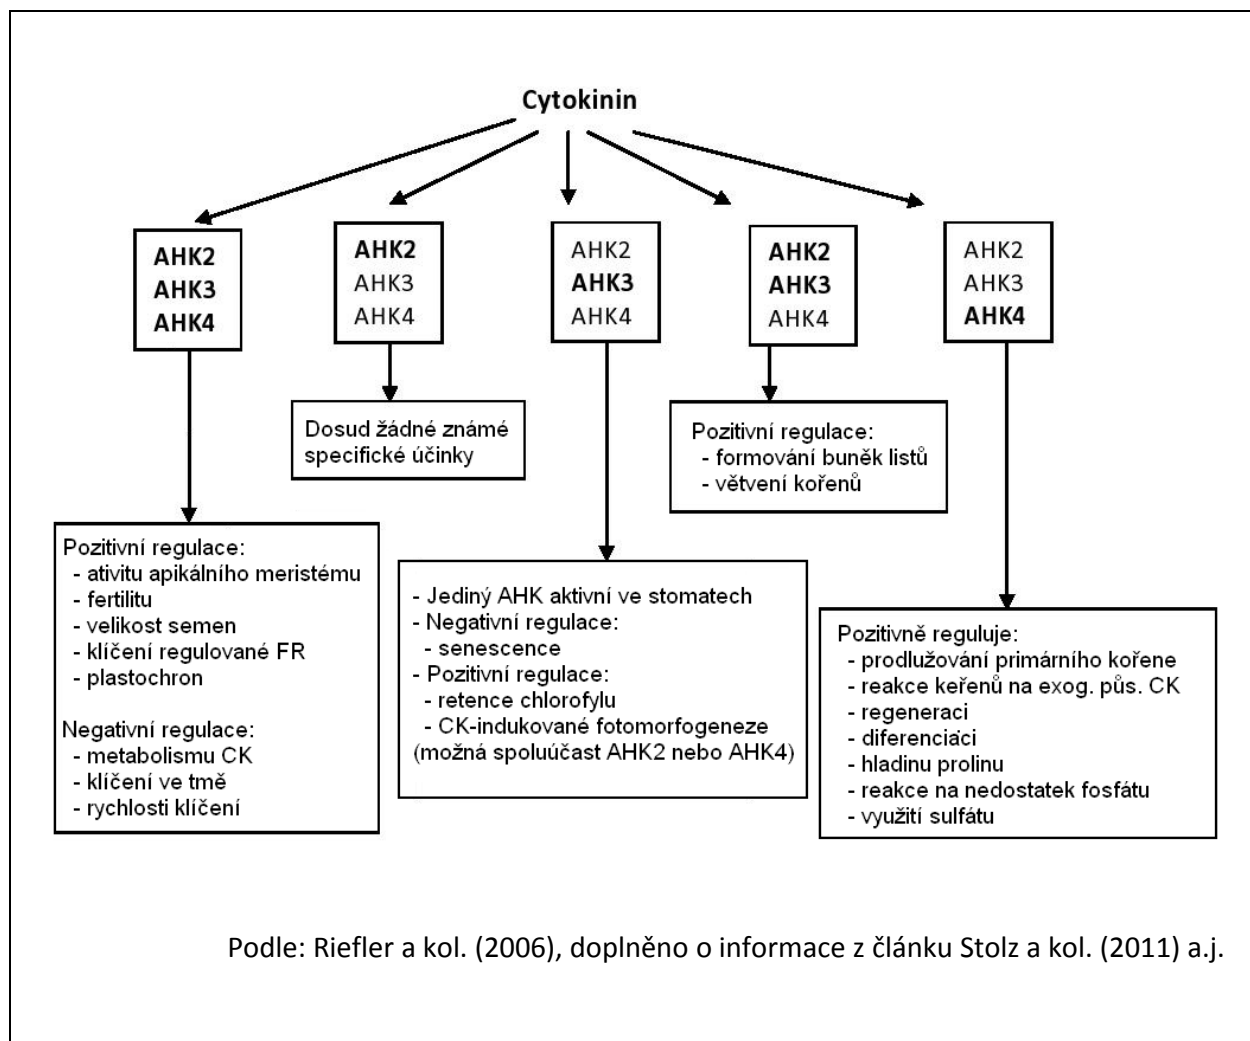 Cytokinin
AHK2
AHK3
AHK4
AHK2
AHK3
AHK4
AHK2
AHK3
AHK4
AHK2
AHK3
AHK4
AHK2
AHK3
AHK4
Dosud žádné známé
specifické účinky
Pozitivní regulace:
- formování buněk listů
- větvení kořenů
Pozitivní regulace:
- ativitu apikálního meristému
- fertilitu
- velikost semen
- klíčení regulované FR
- plastochron
Negativní regulace:
- metabolismu CK
- klíčení ve tmě
- rychlosti klíčení
- Jediný AHK aktivní ve stomatech
- Negativní regulace:
- senescence
- Pozitivní regulace:
- retence chlorofylu
- CK-indukované fotomorfogeneze
(možná spoluúčast AHK2 nebo AHK4)
Pozitivně reguluje:
- prodlužování primárního kořene
- reakce keřenů na exog. půs. CK
- regeneraci
- diferenciaci
- hladinu prolinu
- reakce na nedostatek fosfátu
- využití sulfátu
Podle: Riefler a kol. (2006), doplněno o informace z článku Stolz a kol. (2011) a.j.